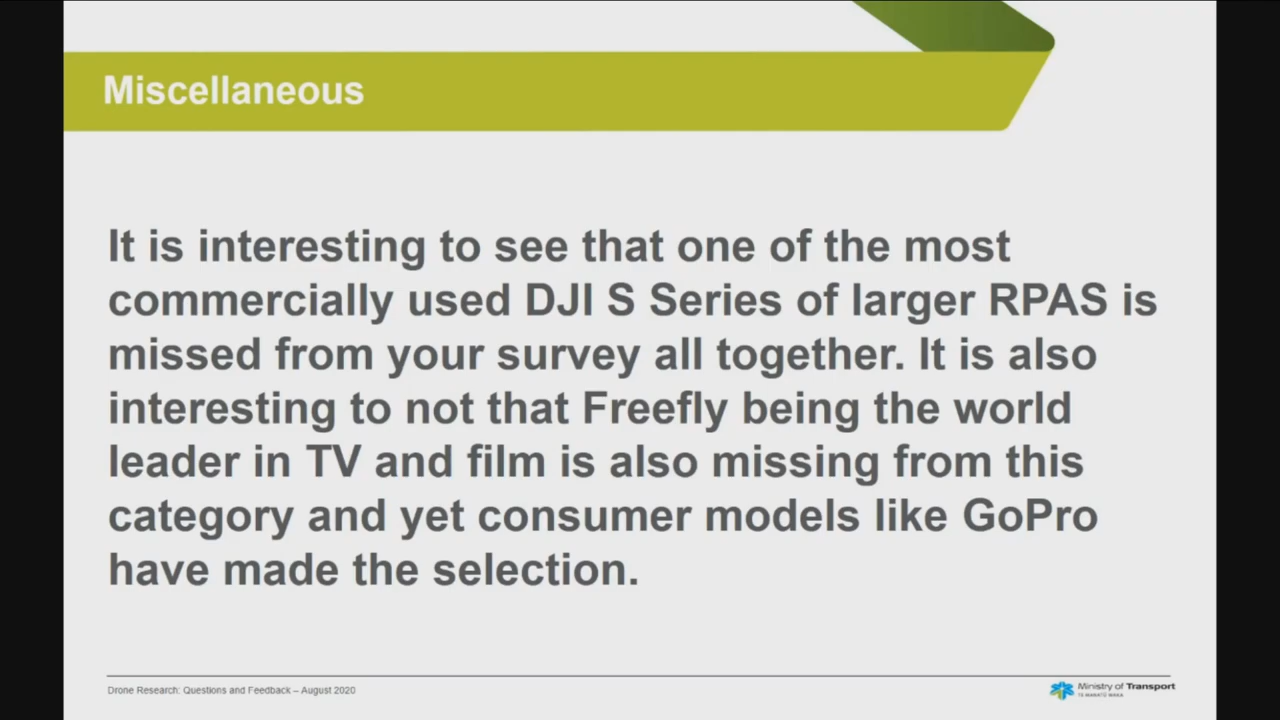 Miscellaneous
It is interesting to see that one of the most
commercially used DJI S Series of larger RPAS is
missed from your survey all together. It is also
interesting to not that Freefly being the world
leader in TV and film is also missing from this
category and yet consumer models like GoPro
have made the selection.
Drone Research: Questions and Feedback – August 2020
Ministry of Transport
TE MANATŪ WAKA